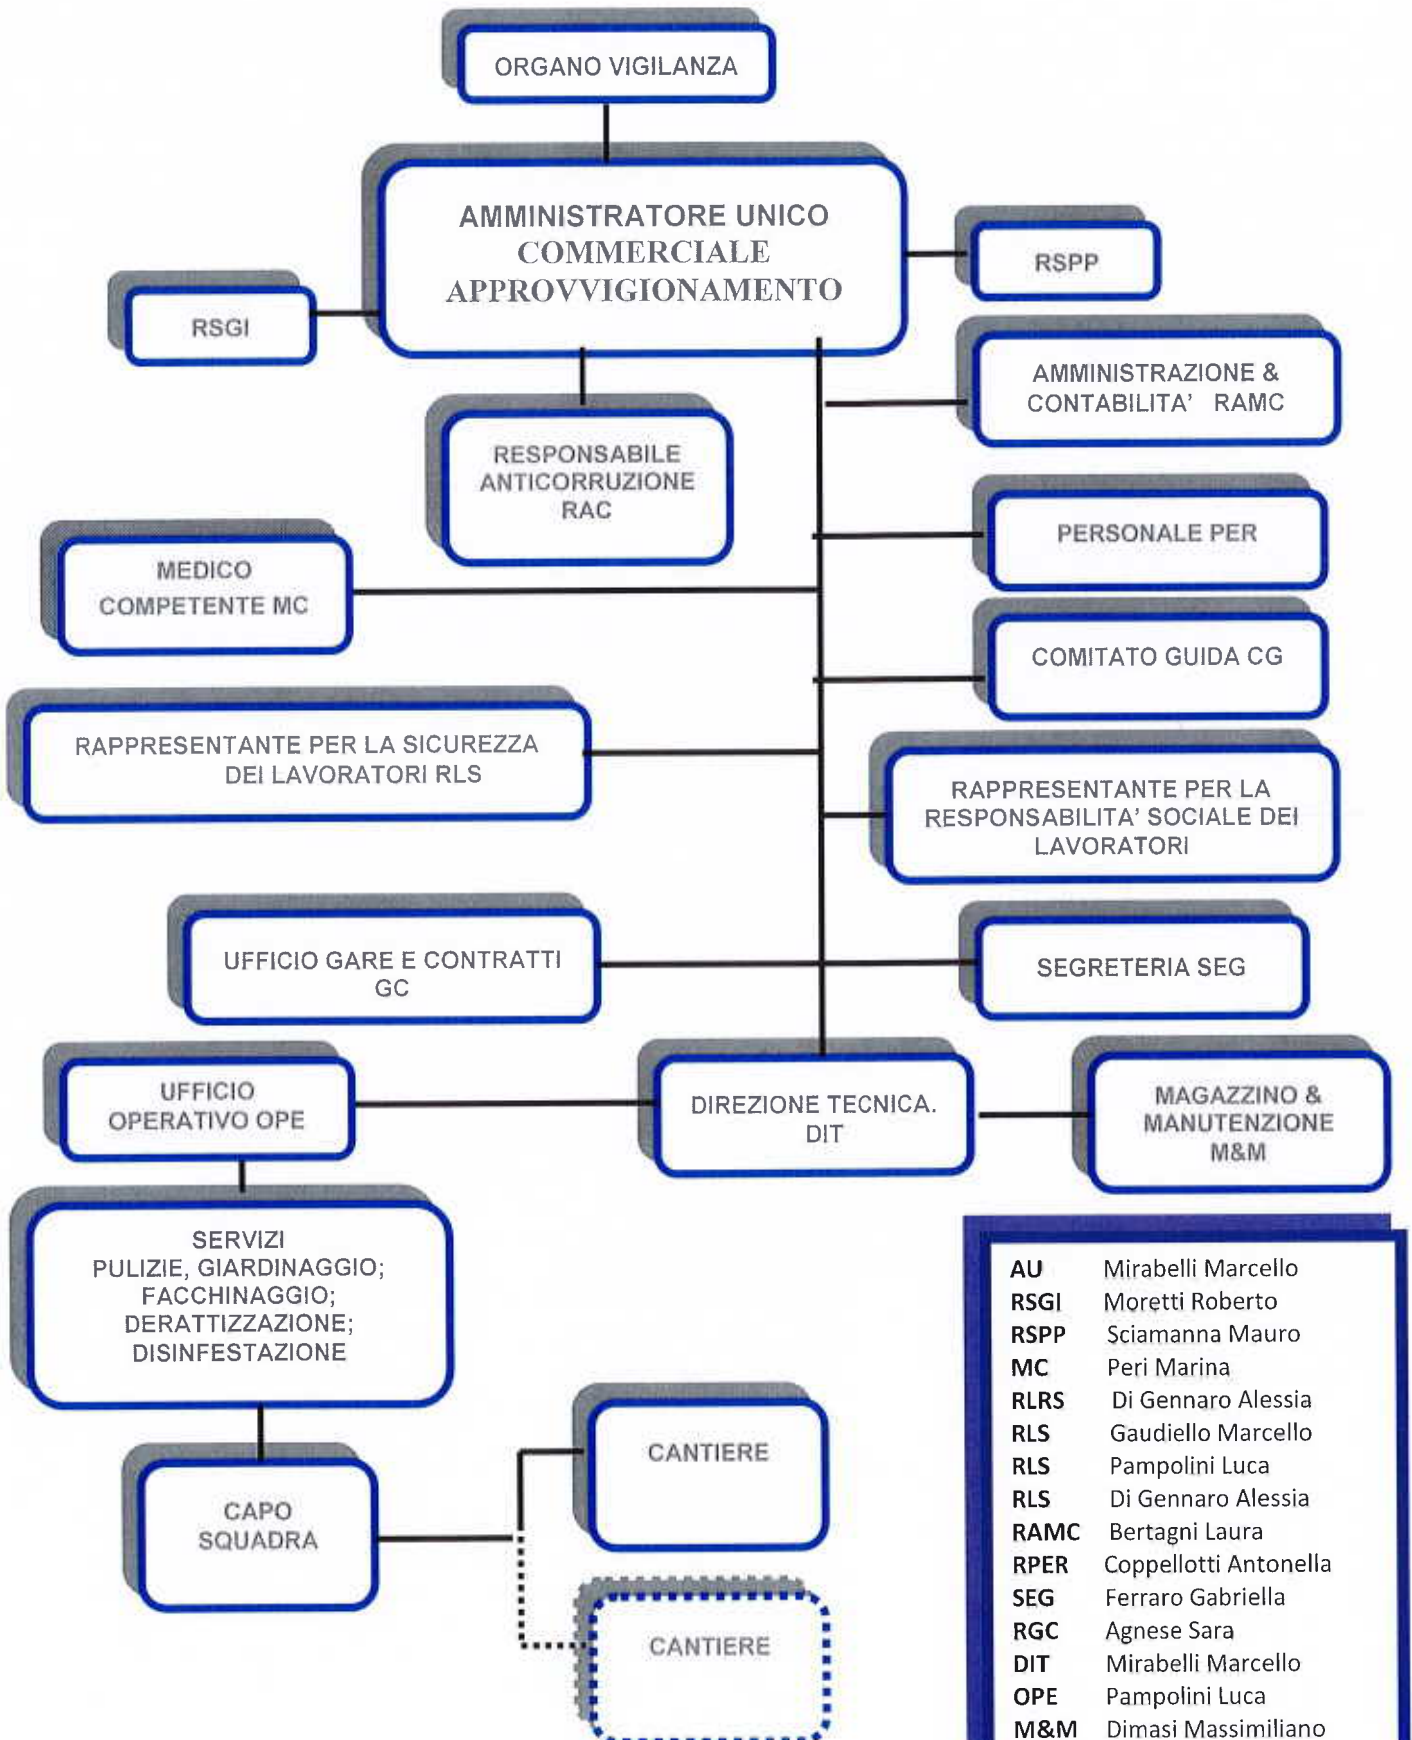 ORGANO VIGILANZA
AMMINISTRATORE UNICO
COMMERCIALE
APPROVVIGIONAMENTO
RSPP
RSGI
AMMINISTRAZIONE &
CONTABILITA' RAMC
RESPONSABILE
ANTICORRUZIONE
RAC
PERSONALE PER
MEDICO
COMPETENTE MC
COMITATO GUIDA CG
RAPPRESENTANTE PER LA SICUREZZA
DEI LAVORATORI RLS
RAPPRESENTANTE PER LA
RESPONSABILITA' SOCIALE DEI
LAVORATORI
UFFICIO GARE E CONTRATTI
GC
SEGRETERIA SEG
UFFICIO
OPERATIVO OPE
DIREZIONE TECNICA.
DIT
MAGAZZINO &
MANUTENZIONE
M&M
SERVIZI
PULIZIE, GIARDINAGGIO;
FACCHINAGGIO;
DERATTIZZAZIONE;
DISINFESTAZIONE
CAPO
SQUADRA
CANTIERE
CANTIERE
AU Mirabelli Marcello
RSGI Moretti Roberto
RSPP Sciamanna Mauro
MC Peri Marina
RLRS Di Gennaro Alessia
RLS Gaudiello Marcello
RLS Pampolini Luca
RLS Di Gennaro Alessia
RAMC Bertagni Laura
RPER Coppellotti Antonella
SEG Ferraro Gabriella
RGC Agnese Sara
DIT Mirabelli Marcello
OPE Pampolini Luca
M&M Dimasi Massimiliano